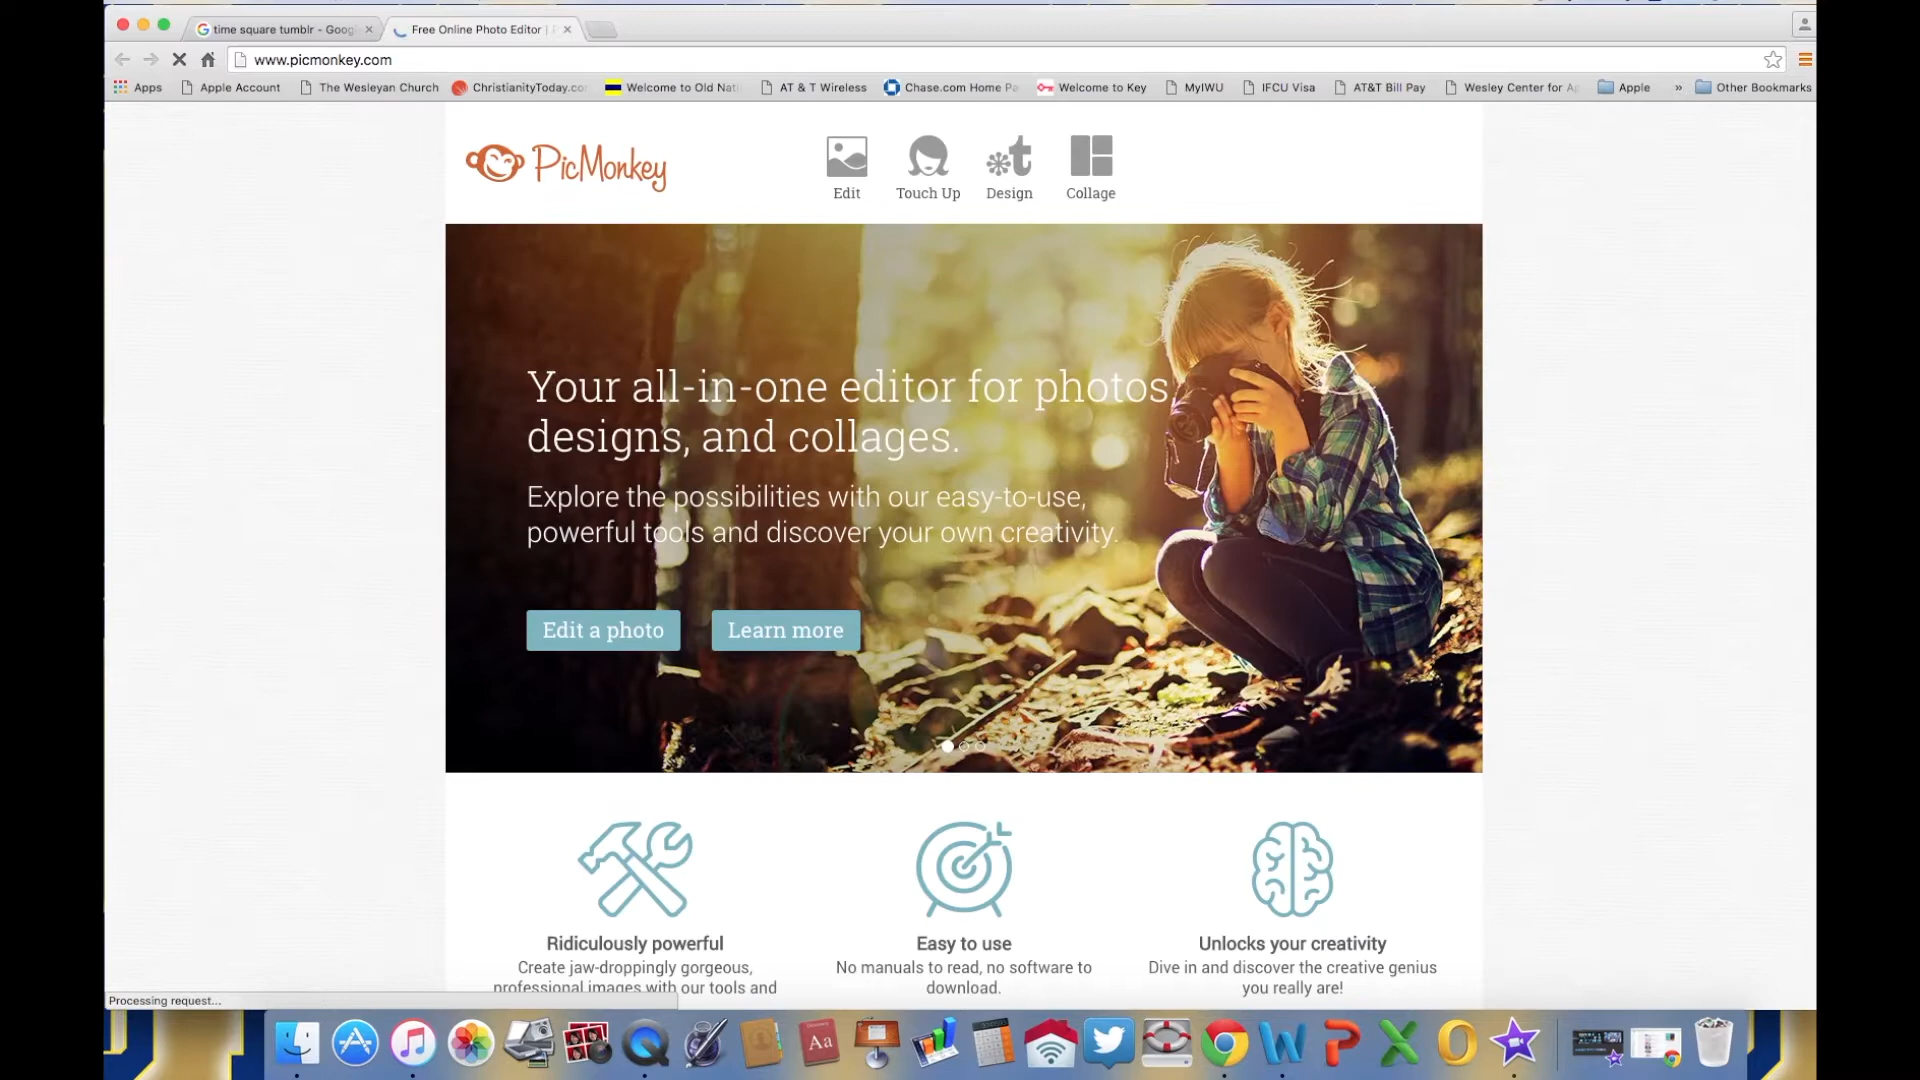 time square tumblr - Goog
Free Online Photo Editor |
www.picmonkey.com
Apps
Apple Account
The Wesleyan Church
ChristianityToday.co
Welcome to Old Nati
AT & T Wireless
Chase.com Home Pa
Welcome to Key
MyIWU
IFCU Visa
AT&T Bill Pay
Wesley Center for Ap
Apple
»
Other Bookmarks
PicMonkey
Edit
Touch Up
Design
Collage
Your all-in-one editor for photos,
designs, and collages.
Explore the possibilities with our easy-to-use,
powerful tools and discover your own creativity.
Edit a photo
Learn more
Ridiculously powerful
Create jaw-droppingly gorgeous,
professional images with our tools and
Easy to use
No manuals to read, no software to
download.
Unlocks your creativity
Dive in and discover the creative genius
you really are!
Processing request...
Aa